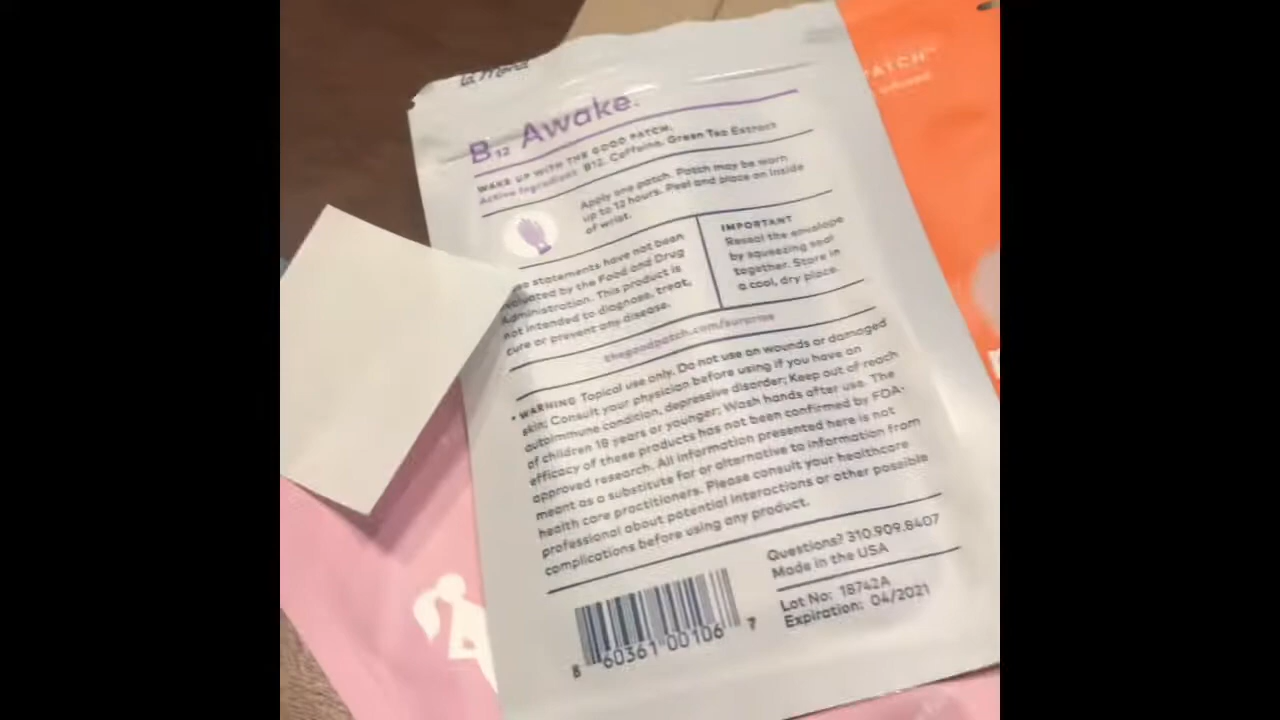 la mend
B12 Awake.
WAKE UP WITH THE GOOD PATCH.
Active Ingredient B12, Caffeine, Green Tea Extract
Apply one patch. Patch may be worn
up to 12 hours. Peel and place on inside
of wrist.
statements have not been
evaluated by the Food and Drug
Administration. This product is
not intended to diagnose, treat,
cure or prevent any disease.
IMPORTANT
Reseal the envelope
by squeezing seal
together. Store in
a cool, dry place.
thegoodpatch.com/surprise
• WARNING Topical use only. Do not use on wounds or damaged
skin; Consult your physician before using if you have an
autoimmune condition, depressive disorder; Keep out of reach
of children 18 years or younger; Wash hands after use. The
efficacy of these products has not been confirmed by FDA-
approved research. All information presented here is not
meant as a substitute for or alternative to information from
health care practitioners. Please consult your healthcare
professional about potential interactions or other possible
complications before using any product.
Questions? 310.909.8407
Made in the USA
Lot No: 18742A
Expiration: 04/2021
8 60361 00106 7
PATCH™